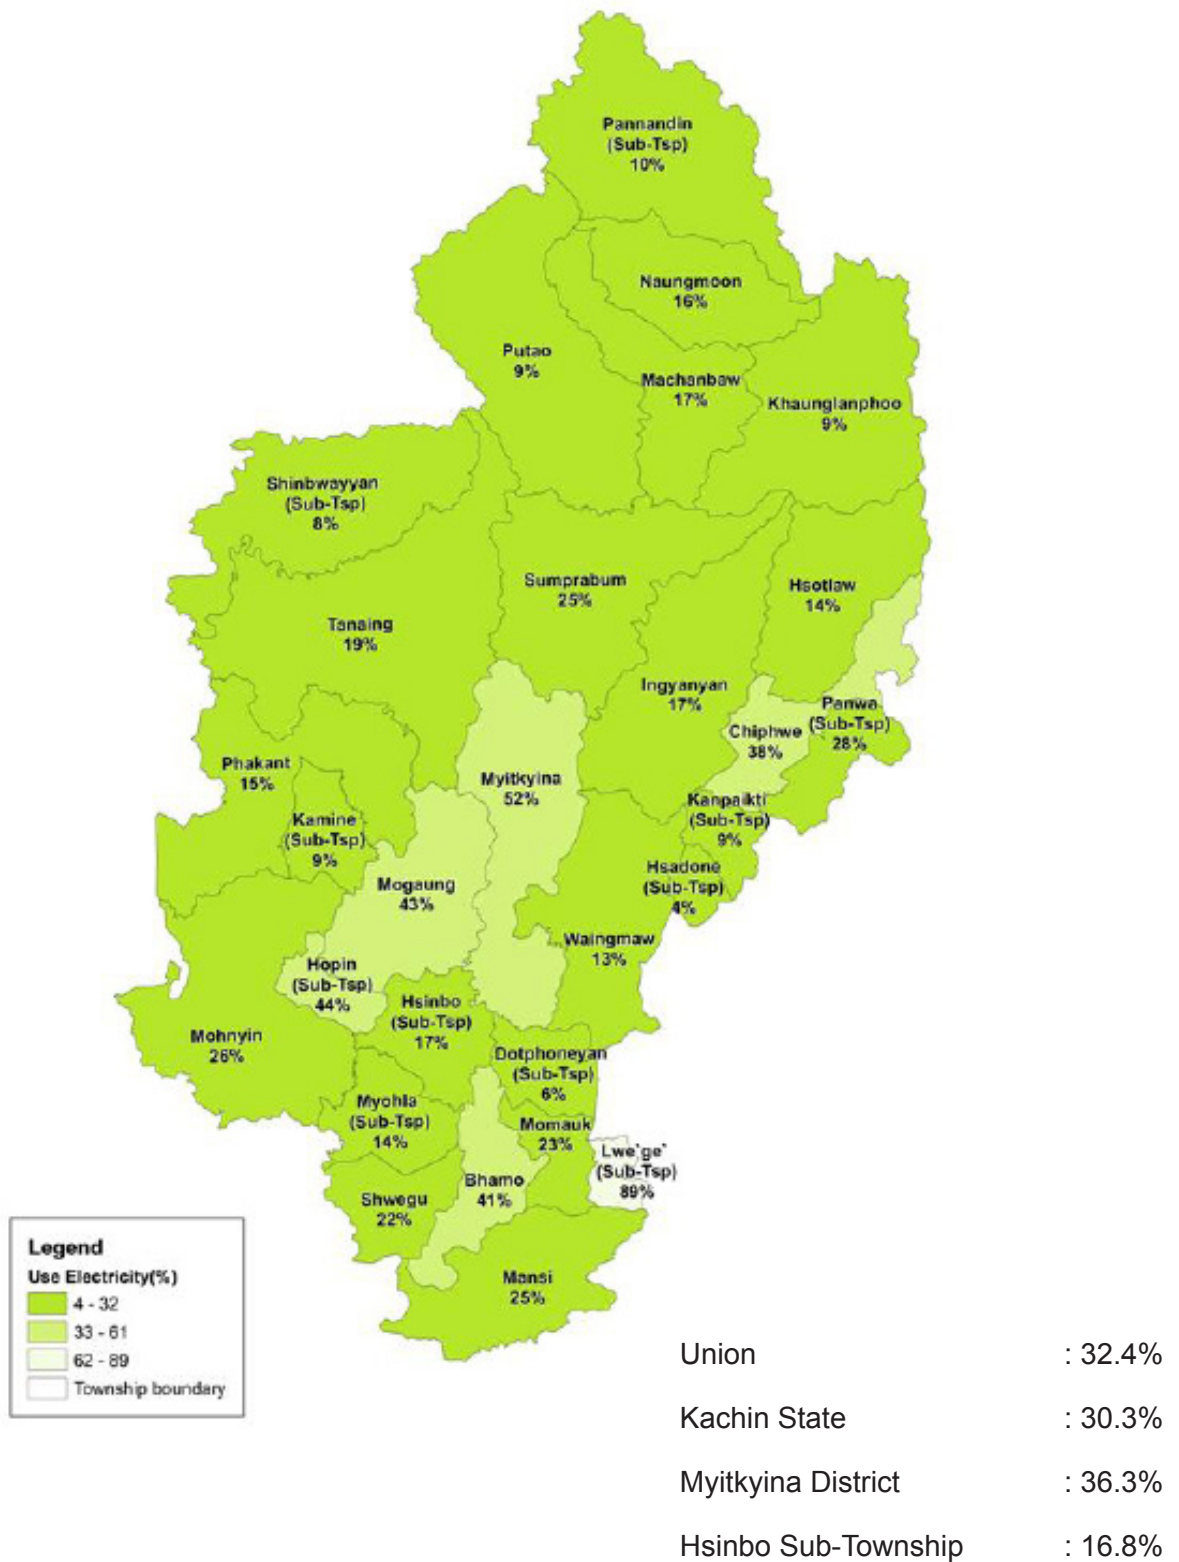 Pannandin
(Sub-Tsp)
10%
Naungmoon
16%
Putao
9%
Machanbaw
17%
Khaunglanphoo
9%
Shinbwayyan
(Sub-Tsp)
8%
Sumprabum
25%
Hsotlaw
14%
Tanaing
19%
Ingyanyan
17%
Panwa
(Sub-Tsp)
28%
Chiphwe
38%
Phakant
15%
Myitkyina
52%
Kanpaikti
(Sub-Tsp)
9%
Kamine
(Sub-Tsp)
9%
Hsadone
(Sub-Tsp)
4%
Mogaung
43%
Waingmaw
13%
Hopin
(Sub-Tsp)
44%
Hsinbo
(Sub-Tsp)
17%
Mohnyin
26%
Dotphoneyan
(Sub-Tsp)
6%
Myohla
(Sub-Tsp)
14%
Momauk
23%
Lwe`ge`
(Sub-Tsp)
89%
Bhamo
41%
Shwegu
22%
Mansi
25%
Legend
Use Electricity(%)
4 - 32
33 - 61
62 - 89
Township boundary
Union : 32.4%
Kachin State : 30.3%
Myitkyina District : 36.3%
Hsinbo Sub-Township : 16.8%